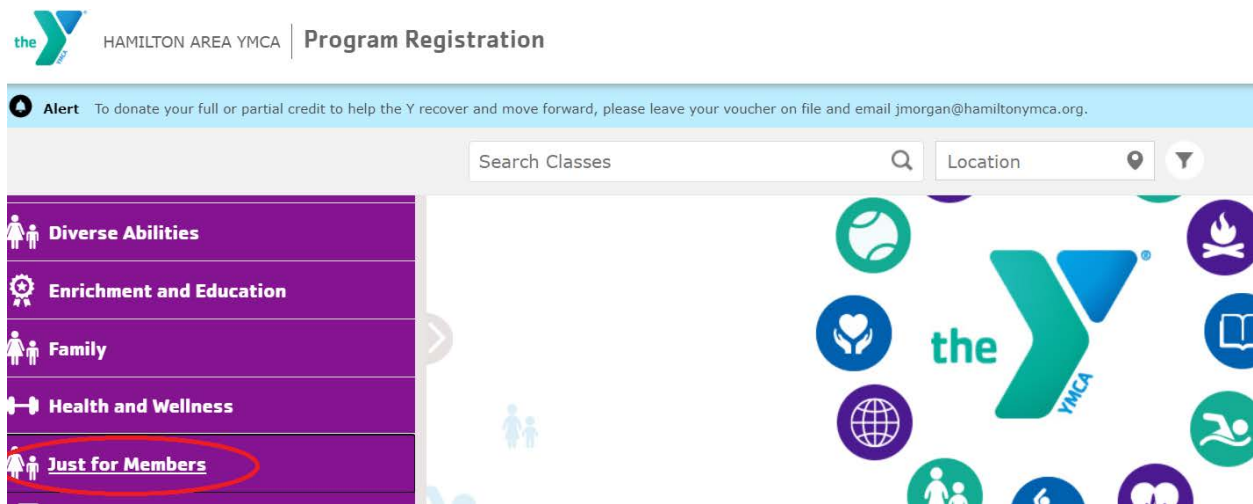 the
YMCA
HAMILTON AREA YMCA Program Registration
Alert To donate your full or partial credit to help the Y recover and move forward, please leave your voucher on file and email jmorgan@hamiltonymca.org.
Search Classes
Location
Diverse Abilities
Enrichment and Education
Family
Health and Wellness
Just for Members
the
YMCA
®